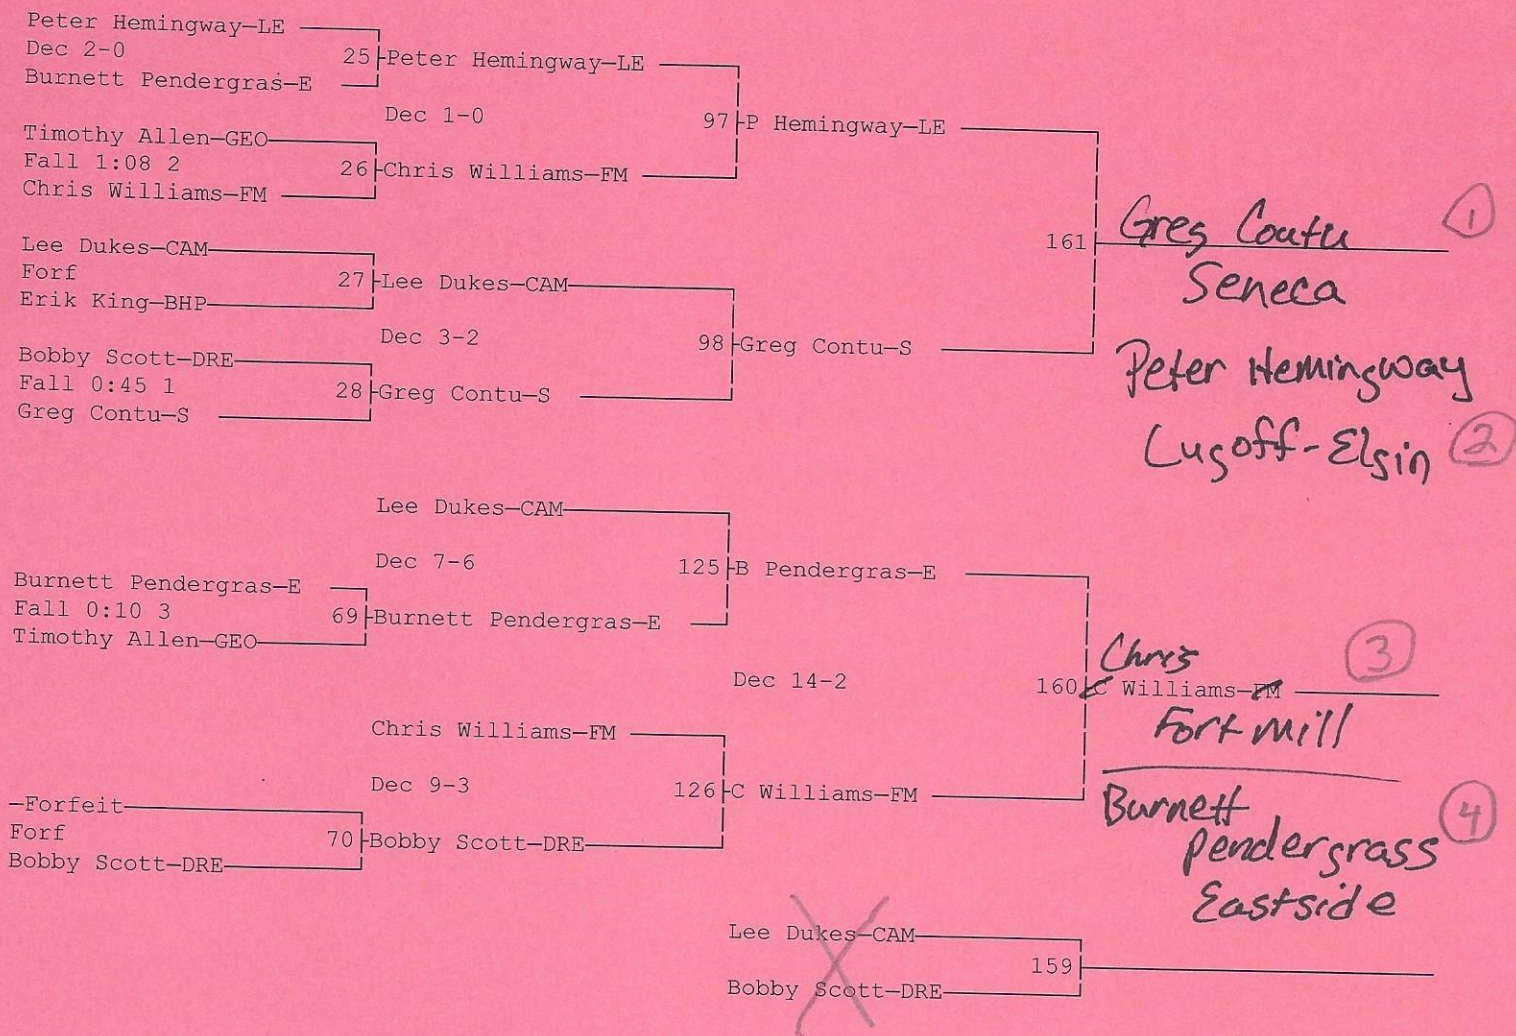 Peter Hemingway—LE
Dec 2-0
25 Peter Hemingway—LE
Burnett Pendergras—E
Dec 1-0
97 P Hemingway—LE
Timothy Allen—GEO
Fall 1:08 2
26 Chris Williams—FM
Chris Williams—FM
161 Greg Coutu 1
Seneca
Lee Dukes—CAM
Forf
27 Lee Dukes—CAM
Erik King—BHP
Dec 3-2
98 Greg Contu—S
Bobby Scott—DRE
Fall 0:45 1
28 Greg Contu—S
Greg Contu—S
Peter Hemingway
Lugoff-Elgin 2
Lee Dukes—CAM
Dec 7-6
125 B Pendergras—E
Burnett Pendergras—E
Fall 0:10 3
69 Burnett Pendergras—E
Timothy Allen—GEO
Dec 14-2
Chris 3
160 C Williams—FM
Fort Mill
Chris Williams—FM
Dec 9-3
126 C Williams—FM
—Forfeit
Forf
70 Bobby Scott—DRE
Bobby Scott—DRE
Burnett 4
Pendergrass
Eastside
Lee Dukes—CAM
159
Bobby Scott—DRE